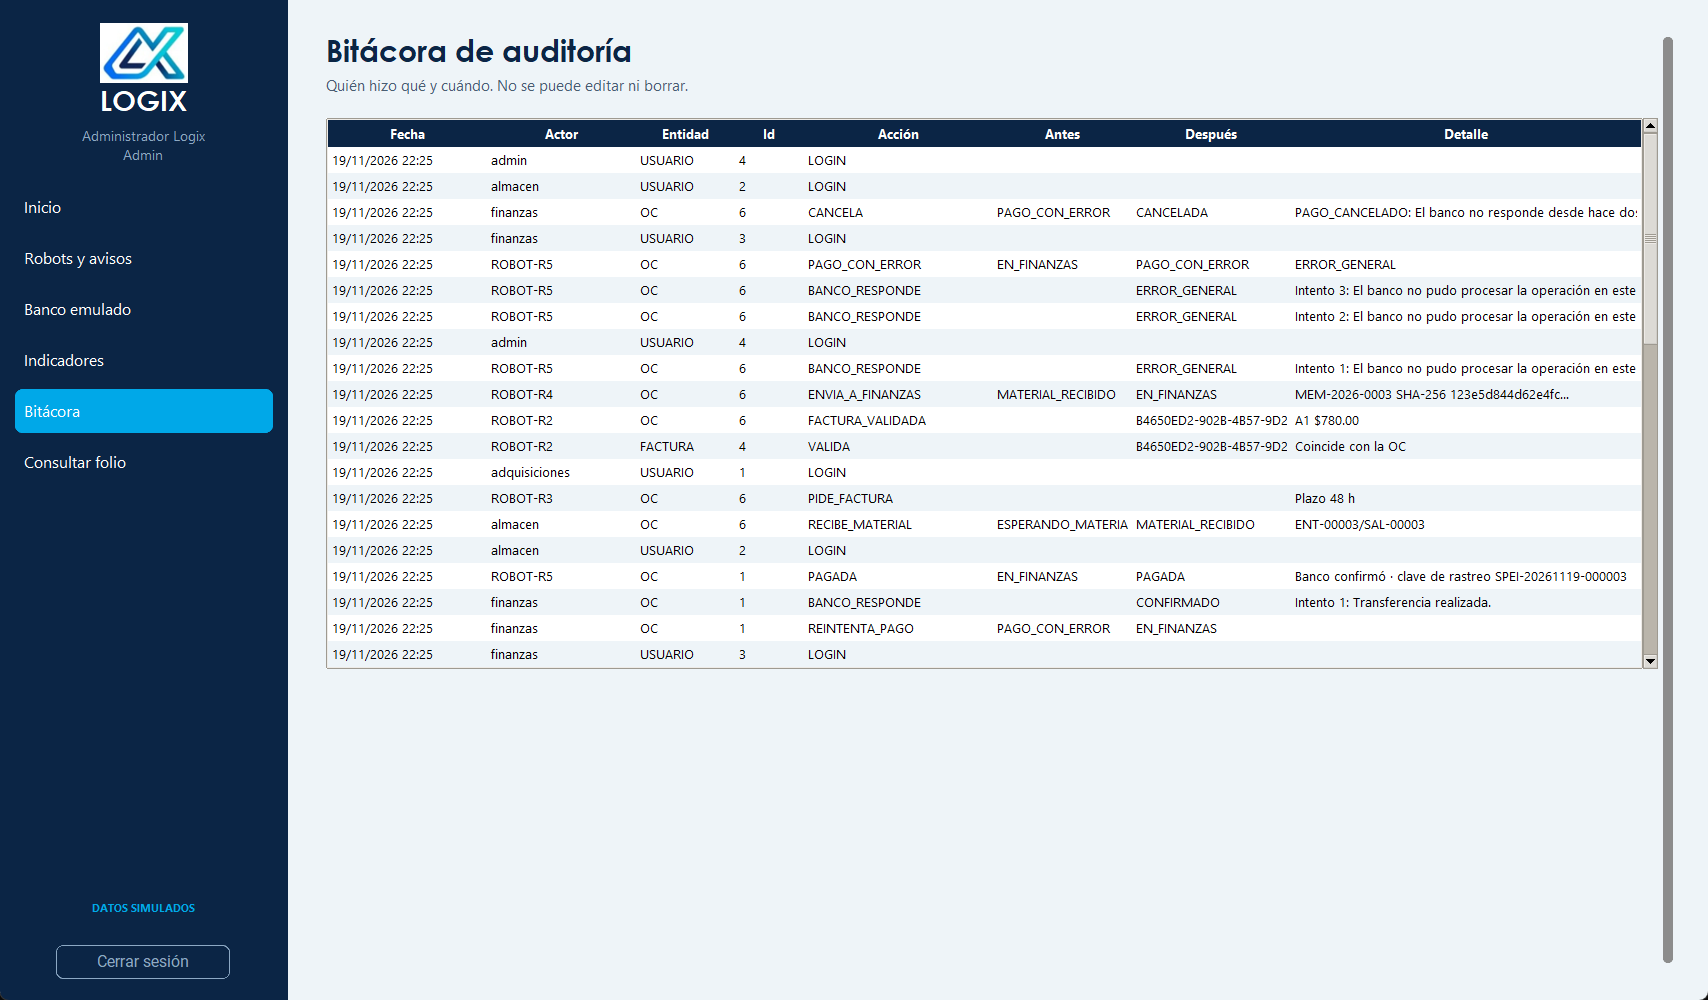 LOGIX
Administrador Logix
Admin
Inicio
Robots y avisos
Banco emulado
Indicadores
Bitácora
Consultar folio
DATOS SIMULADOS
Cerrar sesión
Bitácora de auditoría
Quién hizo qué y cuándo. No se puede editar ni borrar.
Fecha Actor Entidad Id Acción Antes Después Detalle
19/11/2026 22:25 admin USUARIO 4 LOGIN
19/11/2026 22:25 almacen USUARIO 2 LOGIN
19/11/2026 22:25 finanzas OC 6 CANCELA PAGO_CON_ERROR CANCELADA PAGO_CANCELADO: El banco no responde desde hace dos
19/11/2026 22:25 finanzas USUARIO 3 LOGIN
19/11/2026 22:25 ROBOT-R5 OC 6 PAGO_CON_ERROR EN_FINANZAS PAGO_CON_ERROR ERROR_GENERAL
19/11/2026 22:25 ROBOT-R5 OC 6 BANCO_RESPONDE ERROR_GENERAL Intento 3: El banco no pudo procesar la operación en este
19/11/2026 22:25 ROBOT-R5 OC 6 BANCO_RESPONDE ERROR_GENERAL Intento 2: El banco no pudo procesar la operación en este
19/11/2026 22:25 admin USUARIO 4 LOGIN
19/11/2026 22:25 ROBOT-R5 OC 6 BANCO_RESPONDE ERROR_GENERAL Intento 1: El banco no pudo procesar la operación en este
19/11/2026 22:25 ROBOT-R4 OC 6 ENVIA_A_FINANZAS MATERIAL_RECIBIDO EN_FINANZAS MEM-2026-0003 SHA-256 123e5d844d62e4fc...
19/11/2026 22:25 ROBOT-R2 OC 6 FACTURA_VALIDADA B4650ED2-902B-4B57-9D2 A1 $780.00
19/11/2026 22:25 ROBOT-R2 FACTURA 4 VALIDA B4650ED2-902B-4B57-9D2 Coincide con la OC
19/11/2026 22:25 adquisiciones USUARIO 1 LOGIN
19/11/2026 22:25 ROBOT-R3 OC 6 PIDE_FACTURA Plazo 48 h
19/11/2026 22:25 almacen OC 6 RECIBE_MATERIAL ESPERANDO_MATERIA MATERIAL_RECIBIDO ENT-00003/SAL-00003
19/11/2026 22:25 almacen USUARIO 2 LOGIN
19/11/2026 22:25 ROBOT-R5 OC 1 PAGADA EN_FINANZAS PAGADA Banco confirmó · clave de rastreo SPEI-20261119-000003
19/11/2026 22:25 finanzas OC 1 BANCO_RESPONDE CONFIRMADO Intento 1: Transferencia realizada.
19/11/2026 22:25 finanzas OC 1 REINTENTA_PAGO PAGO_CON_ERROR EN_FINANZAS
19/11/2026 22:25 finanzas USUARIO 3 LOGIN